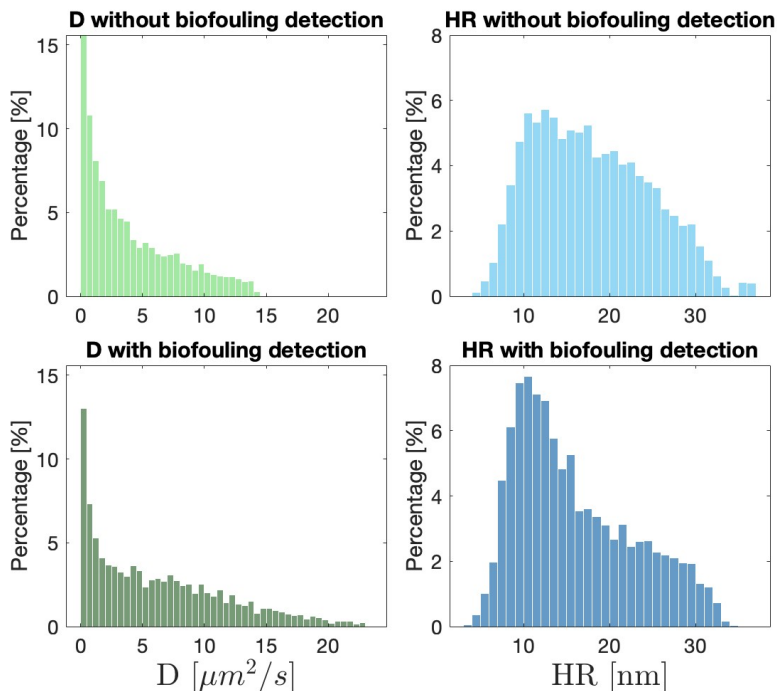 D without biofouling detection
Percentage [%]
15
10
5
0
0 5 10 15 20
HR without biofouling detection
Percentage [%]
8
6
4
2
0
10 20 30
D with biofouling detection
Percentage [%]
15
10
5
0
0 5 10 15 20
D [μm²/s]
HR with biofouling detection
Percentage [%]
8
6
4
2
0
10 20 30
HR [nm]